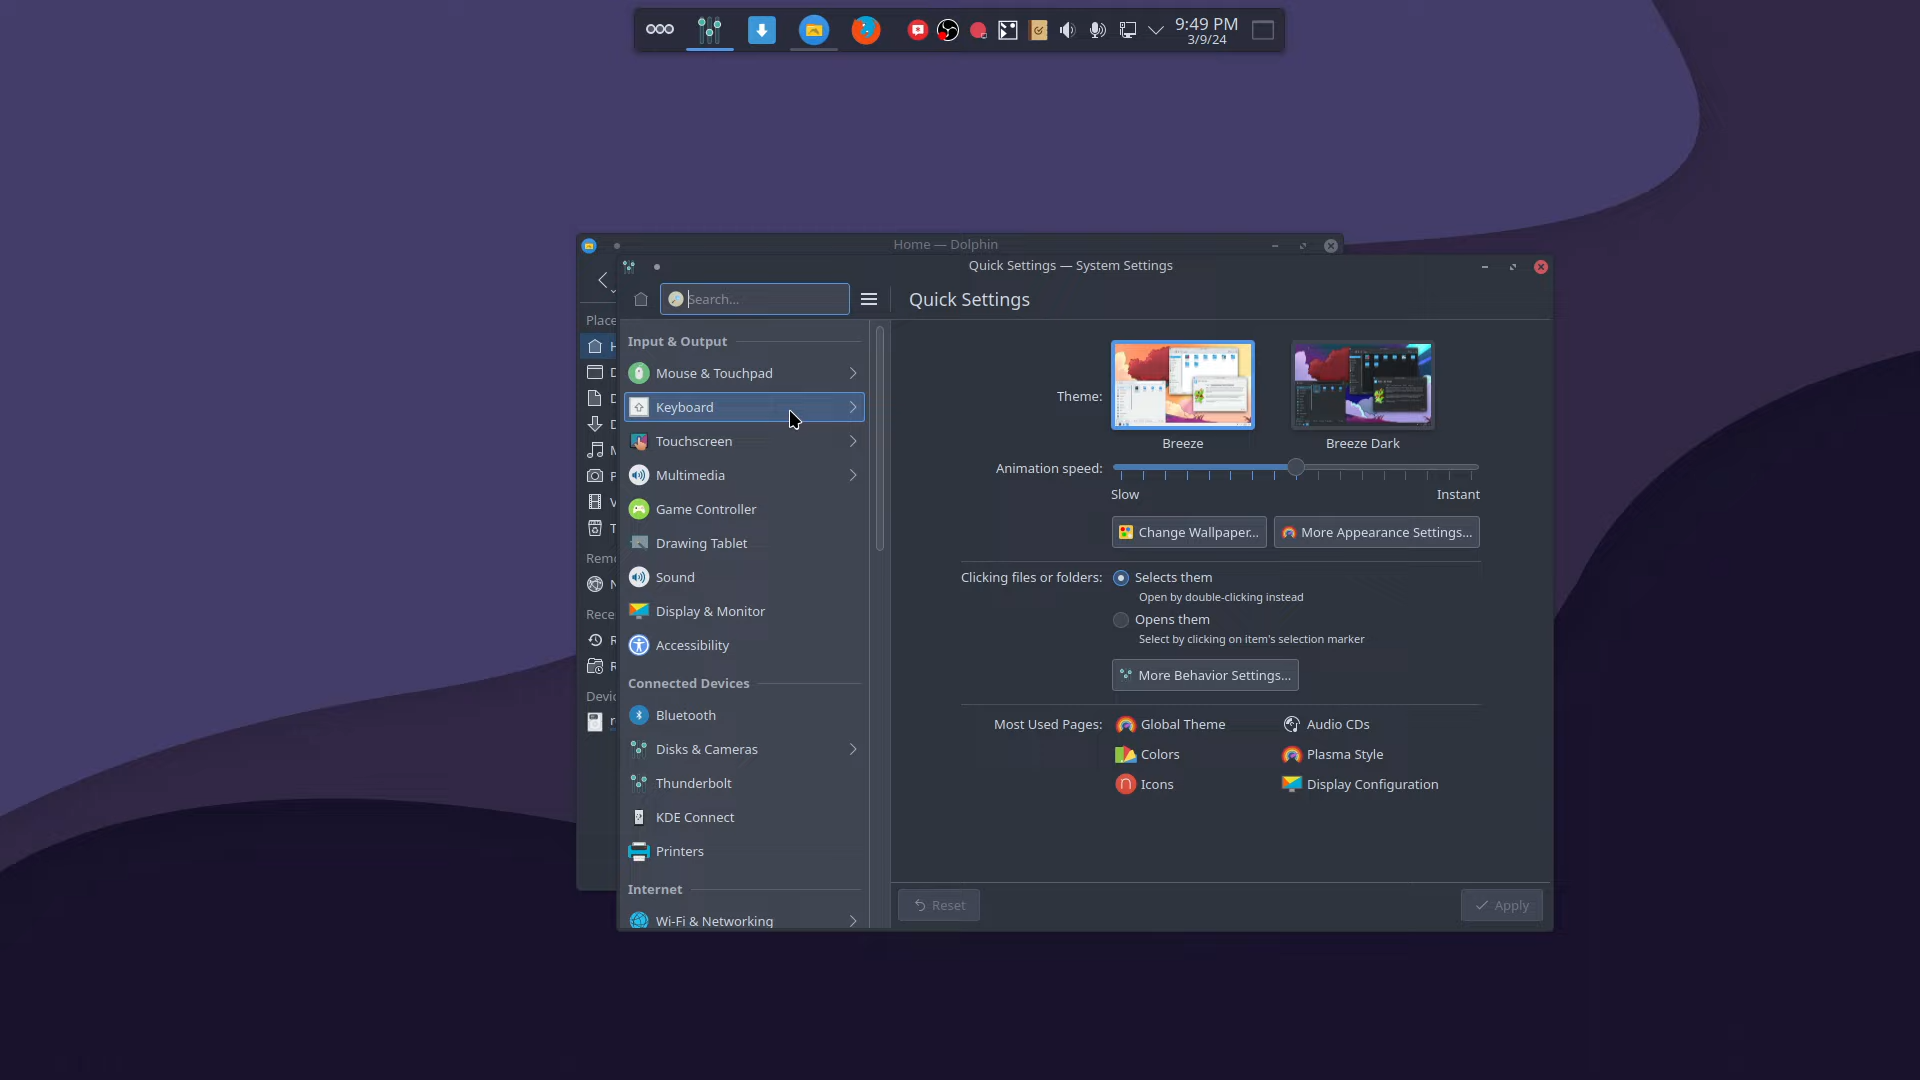 9:49 PM
3/9/24
Home — Dolphin
Quick Settings — System Settings
Search...
Quick Settings
Place
Remo
Rece
Devic
Input & Output
Mouse & Touchpad
Keyboard
Touchscreen
Multimedia
Game Controller
Drawing Tablet
Sound
Display & Monitor
Accessibility
Connected Devices
Bluetooth
Disks & Cameras
Thunderbolt
KDE Connect
Printers
Internet
Wi-Fi & Networking
Theme:
Breeze
Breeze Dark
Animation speed:
Slow
Instant
Change Wallpaper...
More Appearance Settings...
Clicking files or folders:
Selects them
Open by double-clicking instead
Opens them
Select by clicking on item's selection marker
More Behavior Settings...
Most Used Pages:
Global Theme
Audio CDs
Colors
Plasma Style
Icons
Display Configuration
Reset
Apply